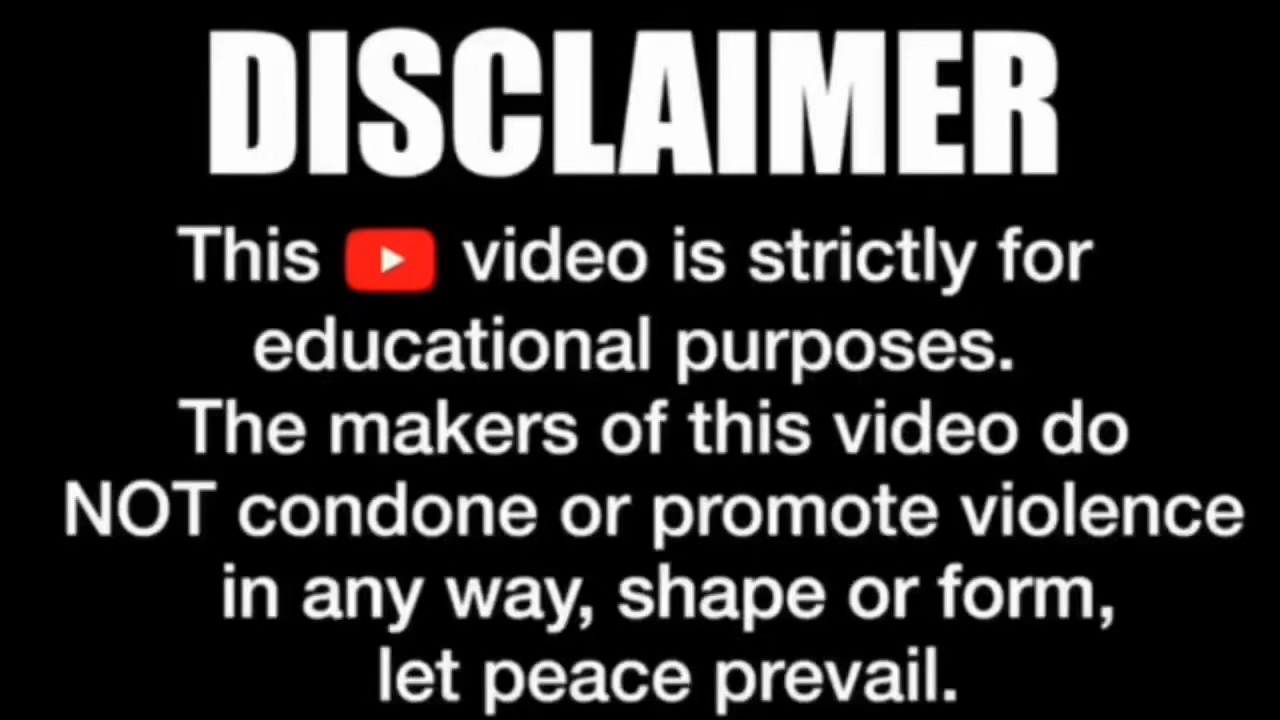 DISCLAIMER
This video is strictly for
educational purposes.
The makers of this video do
NOT condone or promote violence
in any way, shape or form,
let peace prevail.